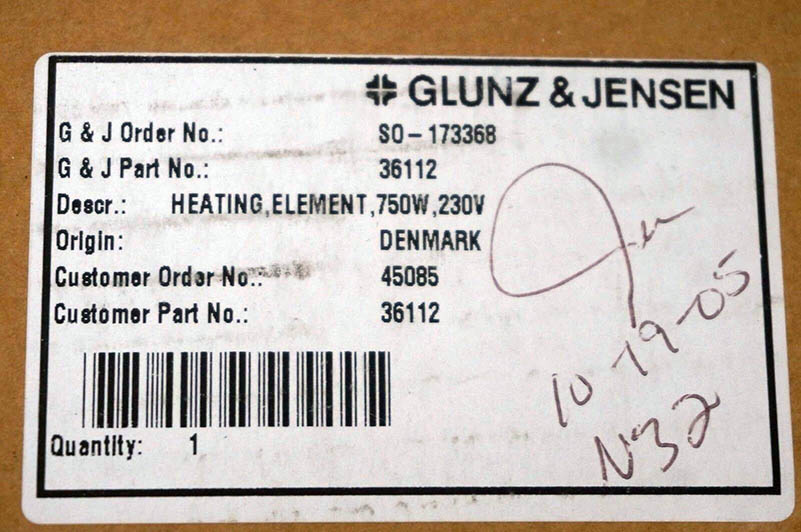 GLUNZ & JENSEN
G & J Order No.: SO-173368
G & J Part No.: 36112
Descr.: HEATING,ELEMENT,750W,230V
Origin: DENMARK
Customer Order No.: 45085
Customer Part No.: 36112
Quantity: 1
10-19-05
N32